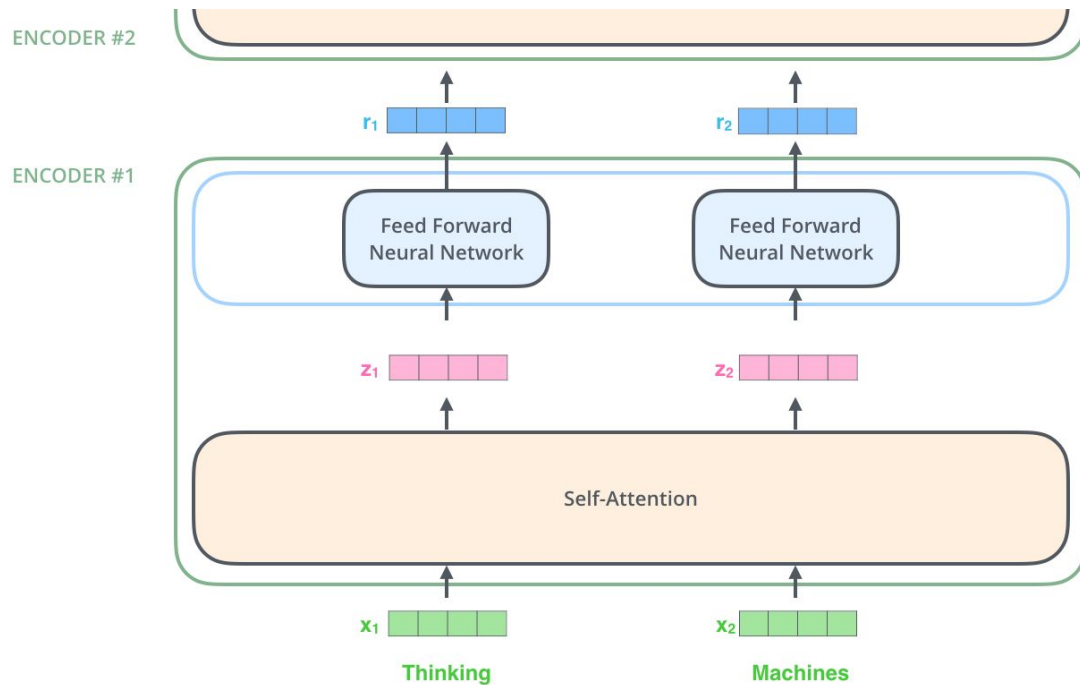 ENCODER #2
r₁
r₂
ENCODER #1
Feed Forward
Neural Network
Feed Forward
Neural Network
z₁
z₂
Self-Attention
x₁
x₂
Thinking
Machines